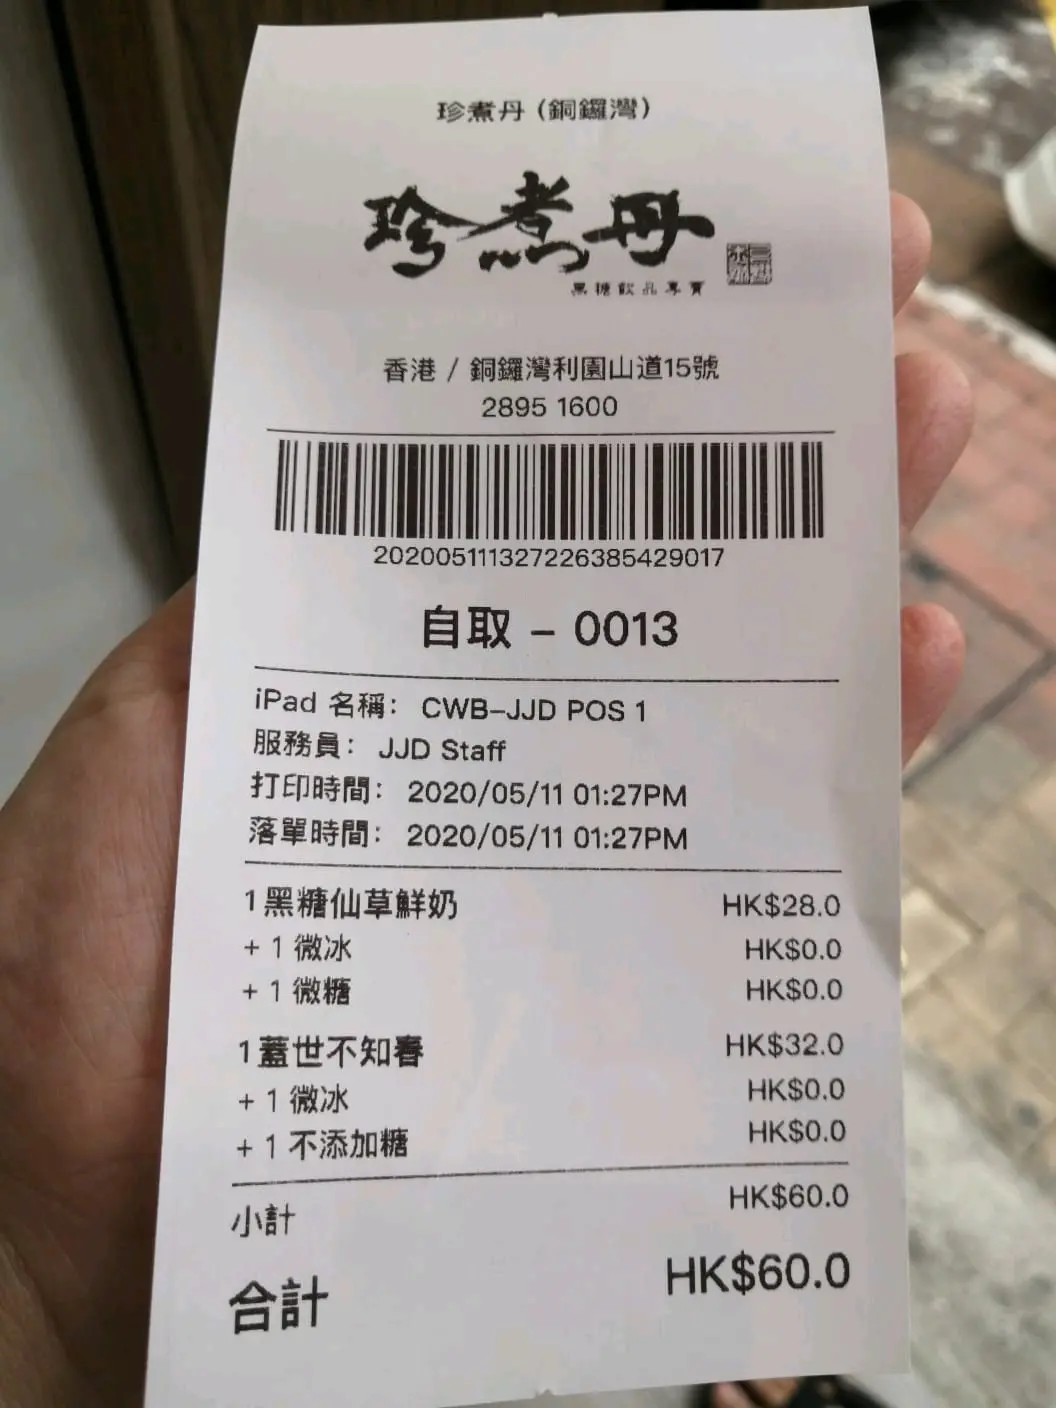 珍煮丹 (銅鑼灣)
珍煮丹
黑糖飲品專賣
香港 / 銅鑼灣利園山道15號
2895 1600
20200511132722638542901​7
自取 – 0013
iPad 名稱： CWB–JJD POS 1
服務員： JJD Staff
打印時間： 2020/05/11 01:27PM
落單時間： 2020/05/11 01:27PM
1 黑糖仙草鮮奶 HK$28.0
+ 1 微冰 HK$0.0
+ 1 微糖 HK$0.0
1 蓋世不知春 HK$32.0
+ 1 微冰 HK$0.0
+ 1 不添加糖 HK$0.0
小計 HK$60.0
合計 HK$60.0